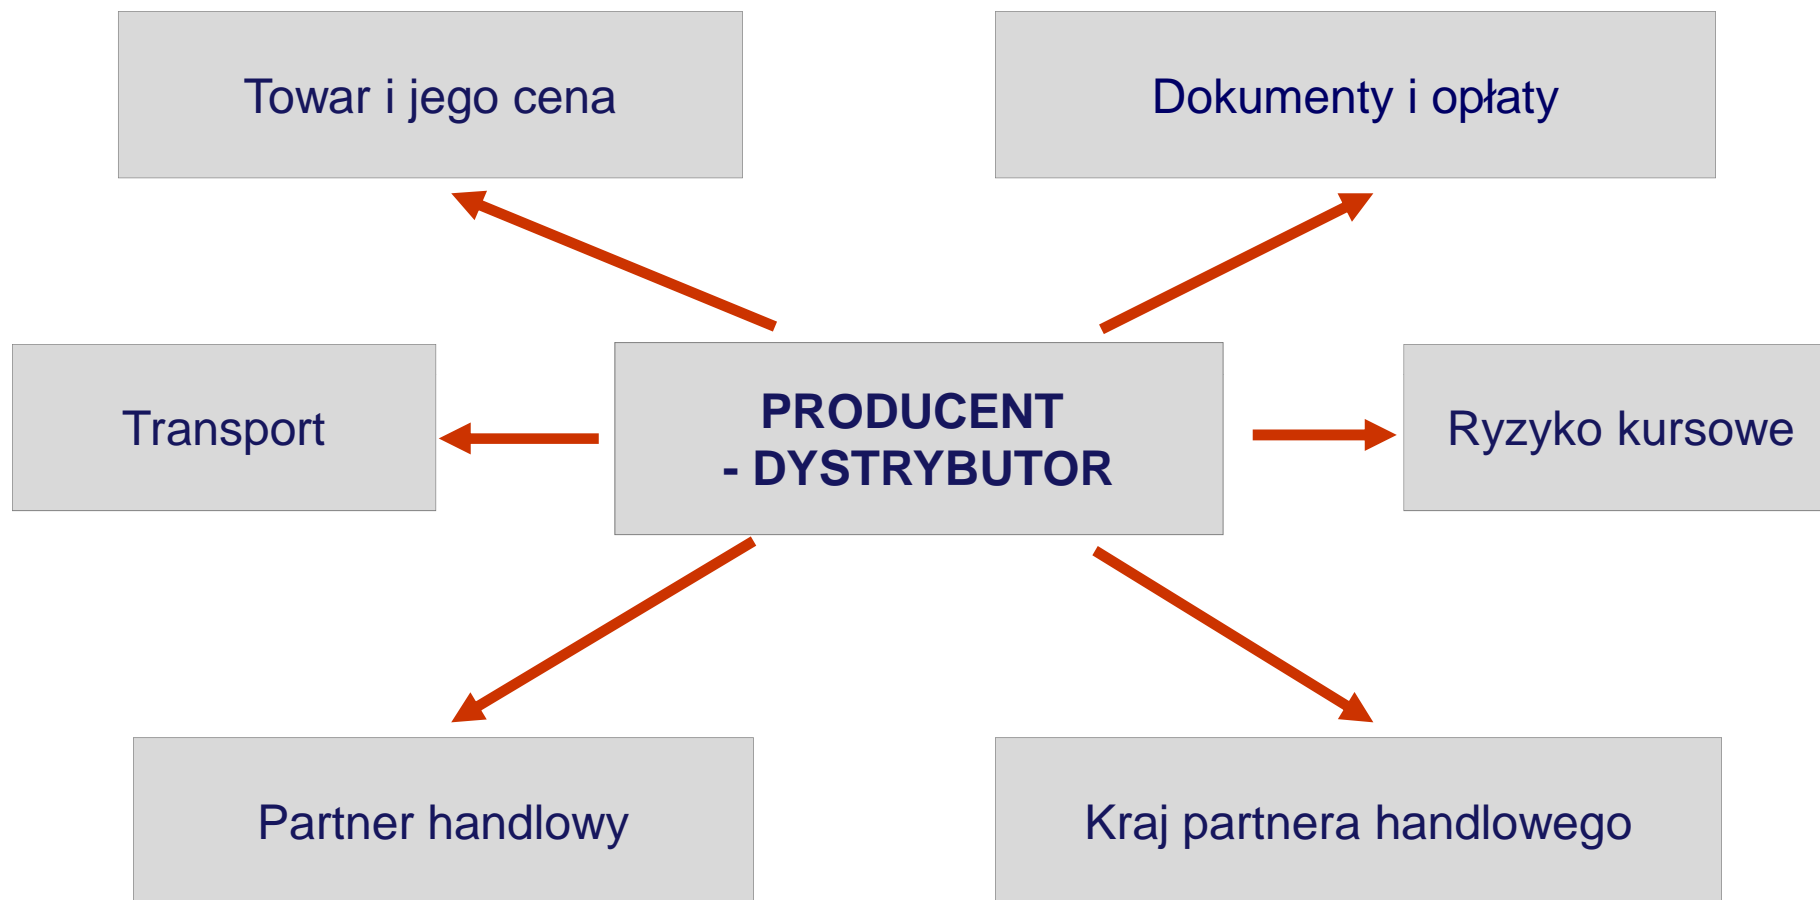 Towar i jego cena
Dokumenty i opłaty
Transport
PRODUCENT
- DYSTRYBUTOR
Ryzyko kursowe
Partner handlowy
Kraj partnera handlowego